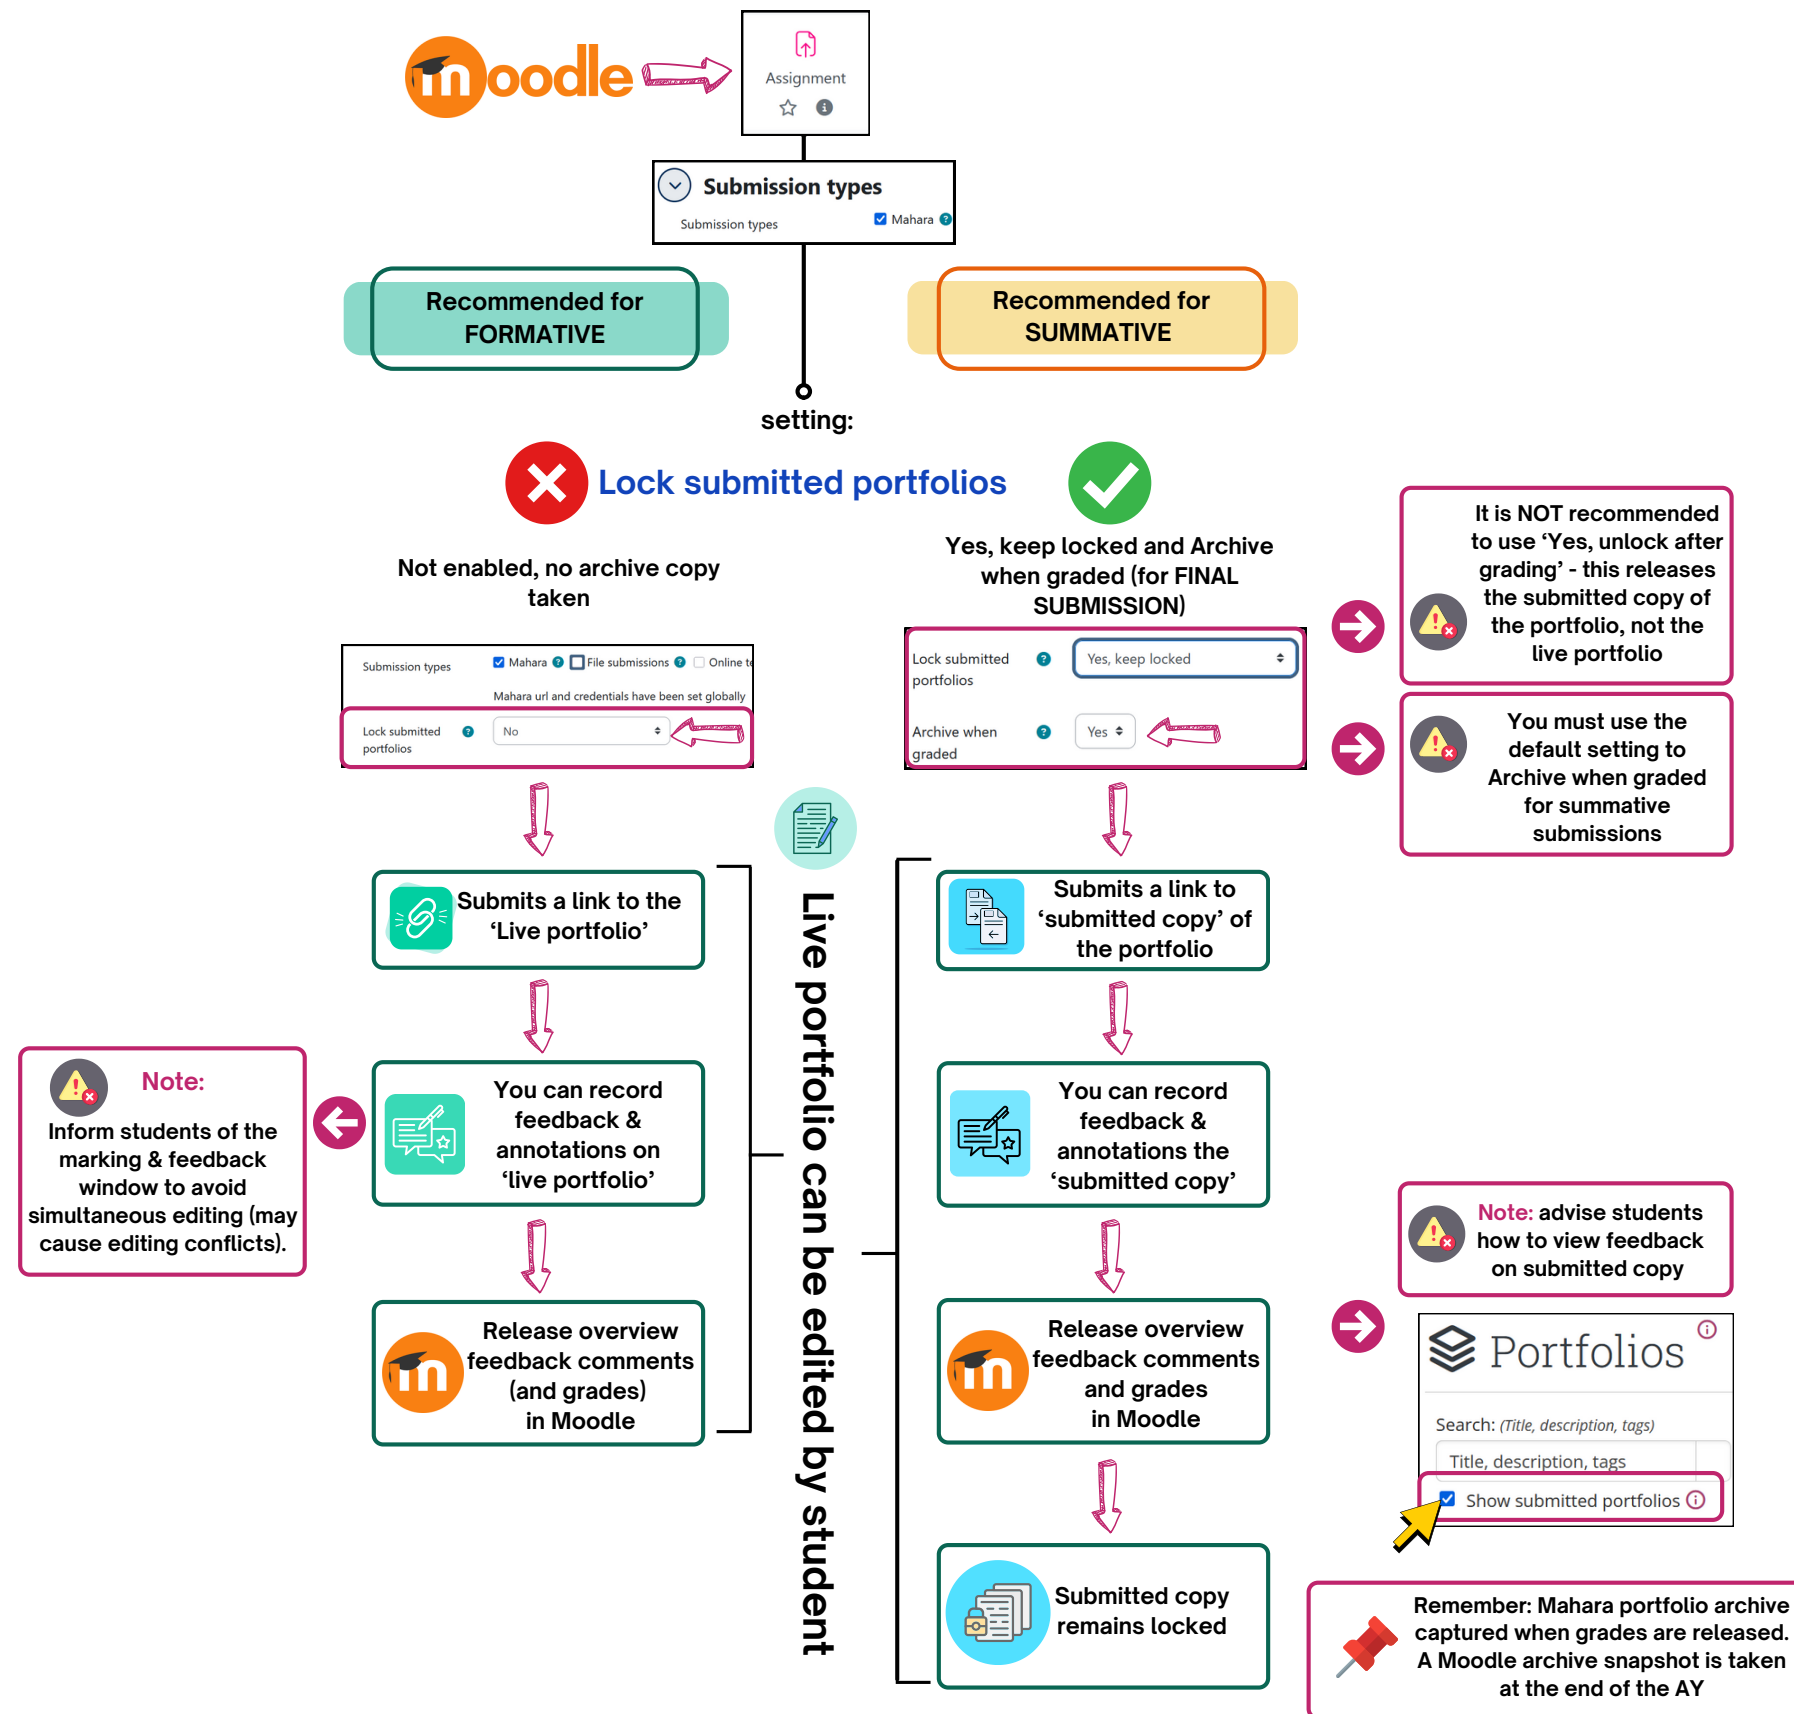 moodle
Assignment
Submission types
Submission types
Mahara
Recommended for
FORMATIVE
Recommended for
SUMMATIVE
setting:
Lock submitted portfolios
Not enabled, no archive copy
taken
Yes, keep locked and Archive
when graded (for FINAL
SUBMISSION)
It is NOT recommended
to use ‘Yes, unlock after
grading’ - this releases
the submitted copy of
the portfolio, not the
live portfolio
Submission types
Mahara File submissions Online te
Mahara url and credentials have been set globally
Lock submitted
portfolios
No
Lock submitted
portfolios
Yes, keep locked
Archive when
graded
Yes
You must use the
default setting to
Archive when graded
for summative
submissions
Submits a link to the
‘Live portfolio’
Live portfolio can be edited by student
Submits a link to
‘submitted copy’ of
the portfolio
Note:
Inform students of the
marking & feedback
window to avoid
simultaneous editing (may
cause editing conflicts).
You can record
feedback &
annotations on
‘live portfolio’
You can record
feedback &
annotations the
‘submitted copy’
Note: advise students
how to view feedback
on submitted copy
m
Release overview
feedback comments
(and grades)
in Moodle
m
Release overview
feedback comments
and grades
in Moodle
Portfolios
Search: (Title, description, tags)
Title, description, tags
Show submitted portfolios
Submitted copy
remains locked
Remember: Mahara portfolio archive
captured when grades are released.
A Moodle archive snapshot is taken
at the end of the AY